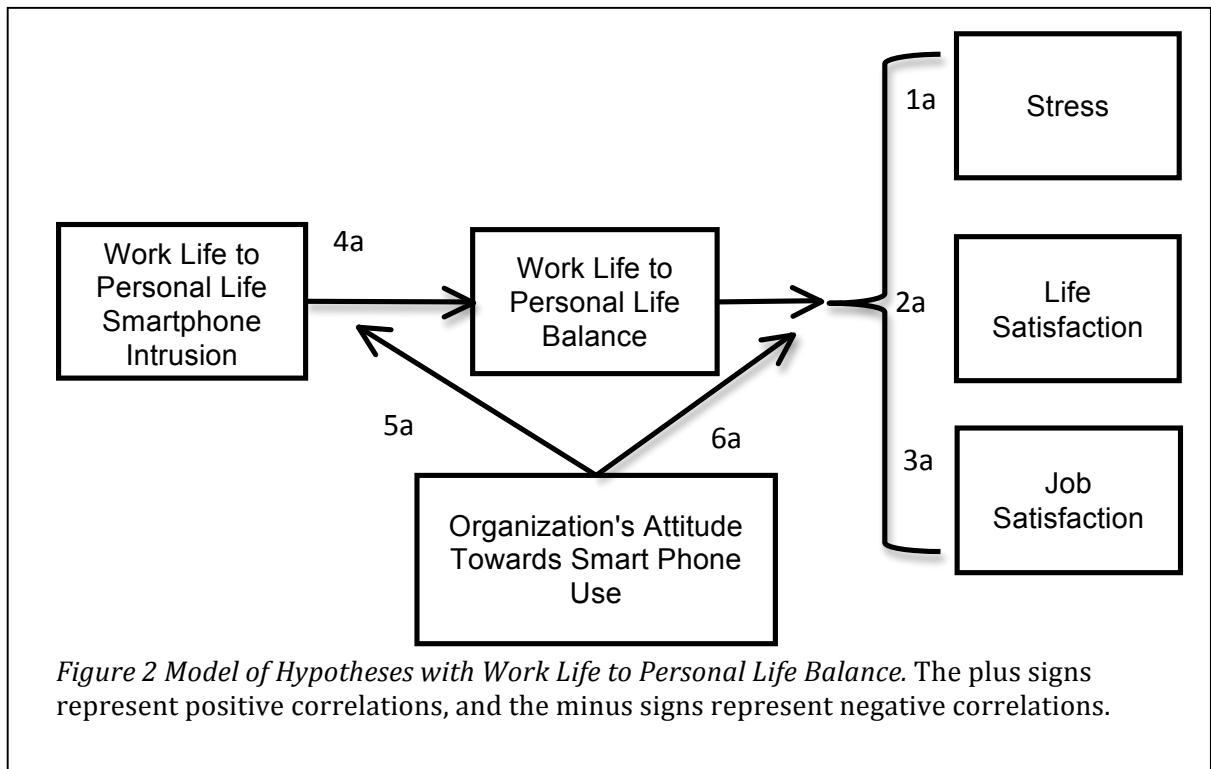 1a
Stress
4a
Work Life to
Personal Life
Smartphone
Intrusion
Work Life to
Personal Life
Balance
2a
Life
Satisfaction
5a
6a
3a
Job
Satisfaction
Organization's Attitude
Towards Smart Phone
Use
Figure 2 Model of Hypotheses with Work Life to Personal Life Balance. The plus signs
represent positive correlations, and the minus signs represent negative correlations.